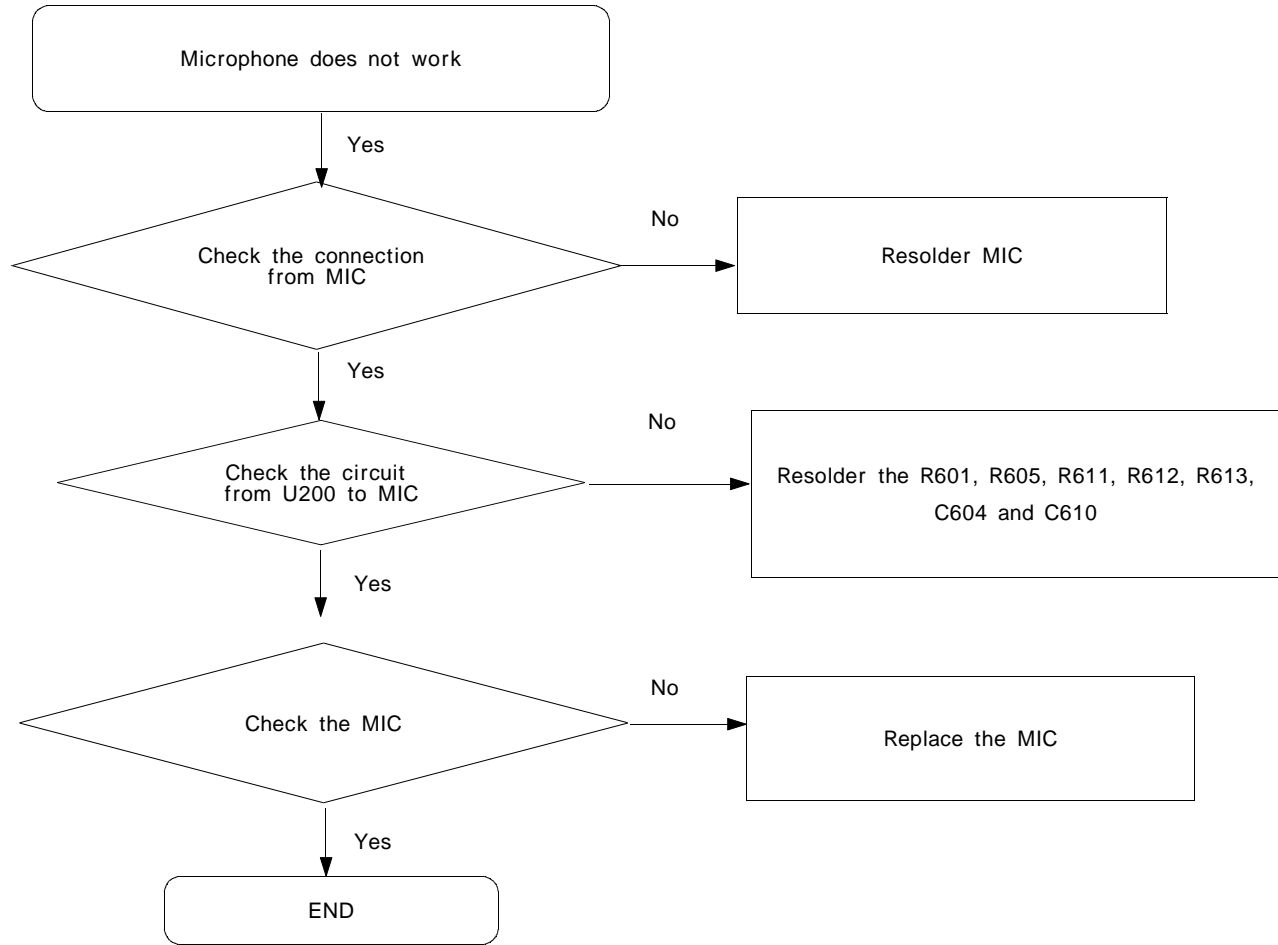 Microphone does not work
Yes
Check the connection
from MIC
No
Resolder MIC
Yes
Check the circuit
from U200 to MIC
No
Resolder the R601, R605, R611, R612, R613,
C604 and C610
Yes
Check the MIC
No
Replace the MIC
Yes
END